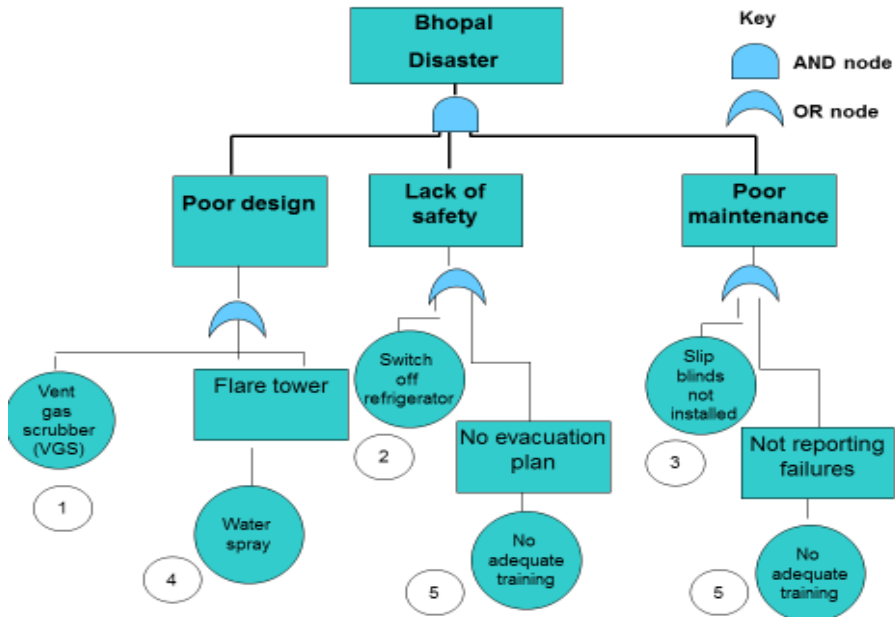 Bhopal
Disaster
Key
AND node
OR node
Poor design
Lack of
safety
Poor
maintenance
Vent
gas
scrubber
(VGS)
Flare tower
Switch
off
refrigerator
Slip
blinds
not
installed
1
2
3
No evacuation
plan
Not reporting
failures
Water
spray
4
No
adequate
training
5
No
adequate
training
5